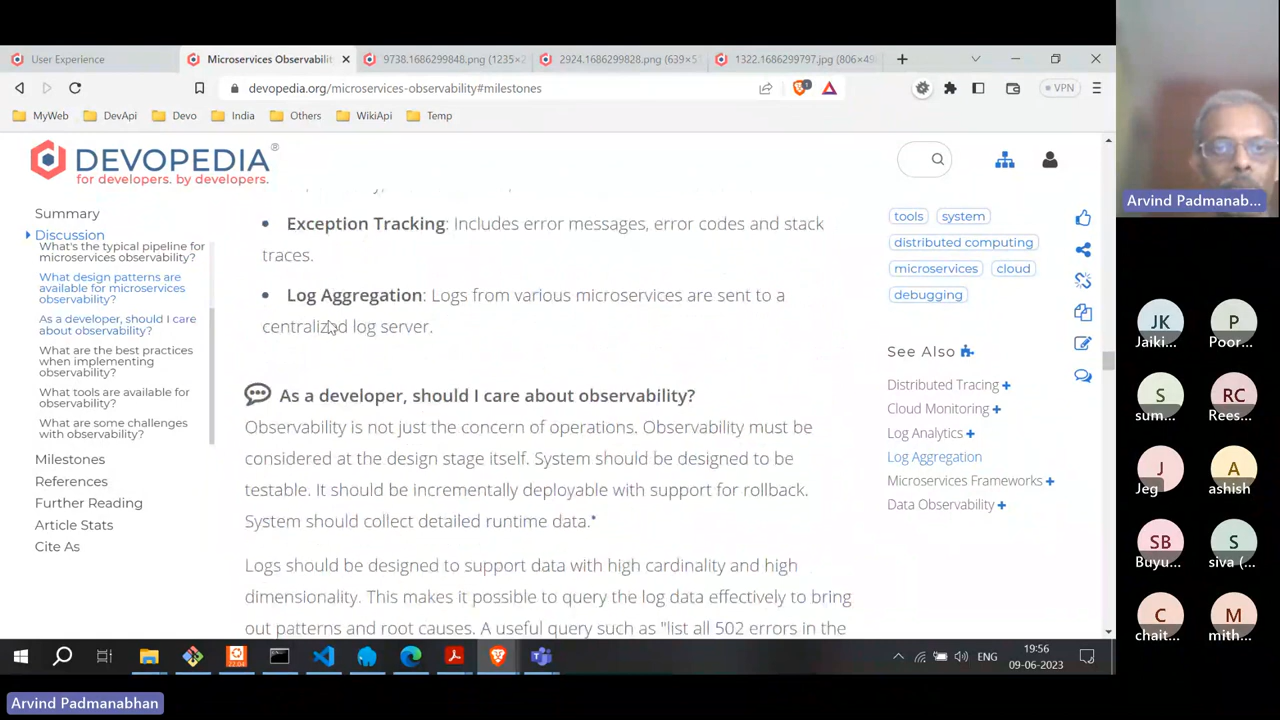 User Experience
Microservices Observabilit
9738.1686299848.png (1235×2
2924.1686299828.png (639×5
1322.1686299797.jpg (806×49
devopedia.org/microservices-observability#milestones
VPN
MyWeb
DevApi
Devo
India
Others
WikiApi
Temp
DEVOPEDIA®
for developers. by developers.
Summary
Discussion
What's the typical pipeline for
microservices observability?
What design patterns are
available for microservices
observability?
As a developer, should I care
about observability?
What are the best practices
when implementing
observability?
What tools are available for
observability?
What are some challenges
with observability?
Milestones
References
Further Reading
Article Stats
Cite As
• Exception Tracking: Includes error messages, error codes and stack
traces.
• Log Aggregation: Logs from various microservices are sent to a
centralized log server.
As a developer, should I care about observability?
Observability is not just the concern of operations. Observability must be
considered at the design stage itself. System should be designed to be
testable. It should be incrementally deployable with support for rollback.
System should collect detailed runtime data.*
Logs should be designed to support data with high cardinality and high
dimensionality. This makes it possible to query the log data effectively to bring
out patterns and root causes. A useful query such as "list all 502 errors in the
tools system
distributed computing
microservices cloud
debugging
See Also
Distributed Tracing +
Cloud Monitoring +
Log Analytics +
Log Aggregation
Microservices Frameworks +
Data Observability +
22.04
ENG
19:56
09-06-2023
Arvind Padmanabhan
Arvind Padmanab...
JK
Jaiki...
P
Poor...
S
sum...
RC
Rees...
J
Jeg
A
ashish
SB
Buyu...
S
siva (...
C
chait...
M
mith...